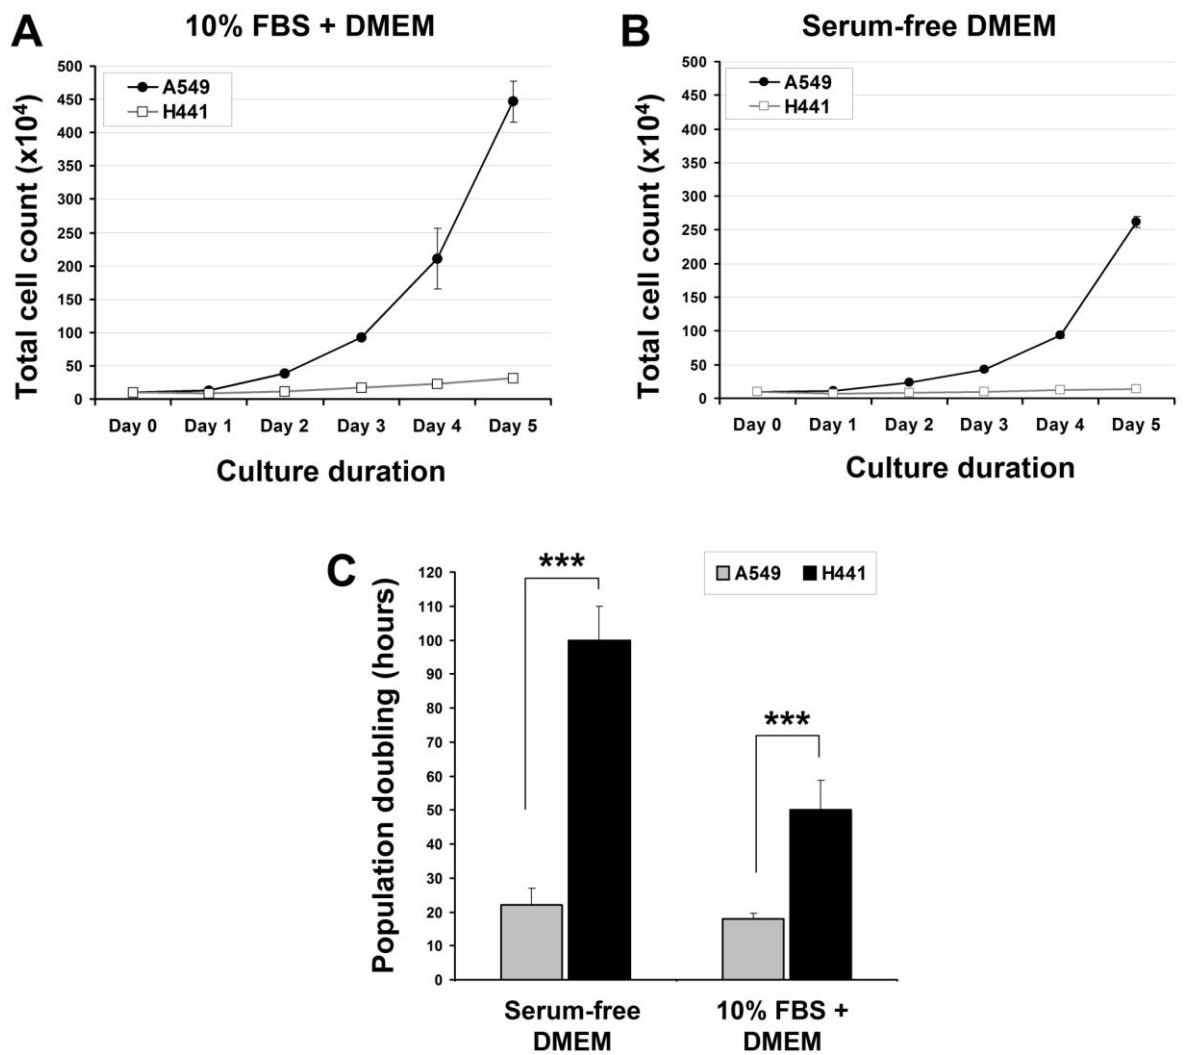 A
10% FBS + DMEM
Total cell count (x10⁴)
500
450
400
350
300
250
200
150
100
50
0
A549
H441
Day 0 Day 1 Day 2 Day 3 Day 4 Day 5
Culture duration
B
Serum-free DMEM
Total cell count (x10⁴)
500
450
400
350
300
250
200
150
100
50
0
A549
H441
Day 0 Day 1 Day 2 Day 3 Day 4 Day 5
Culture duration
C
Population doubling (hours)
120
110
100
90
80
70
60
50
40
30
20
10
0
***
***
A549 H441
Serum-free
DMEM
10% FBS +
DMEM